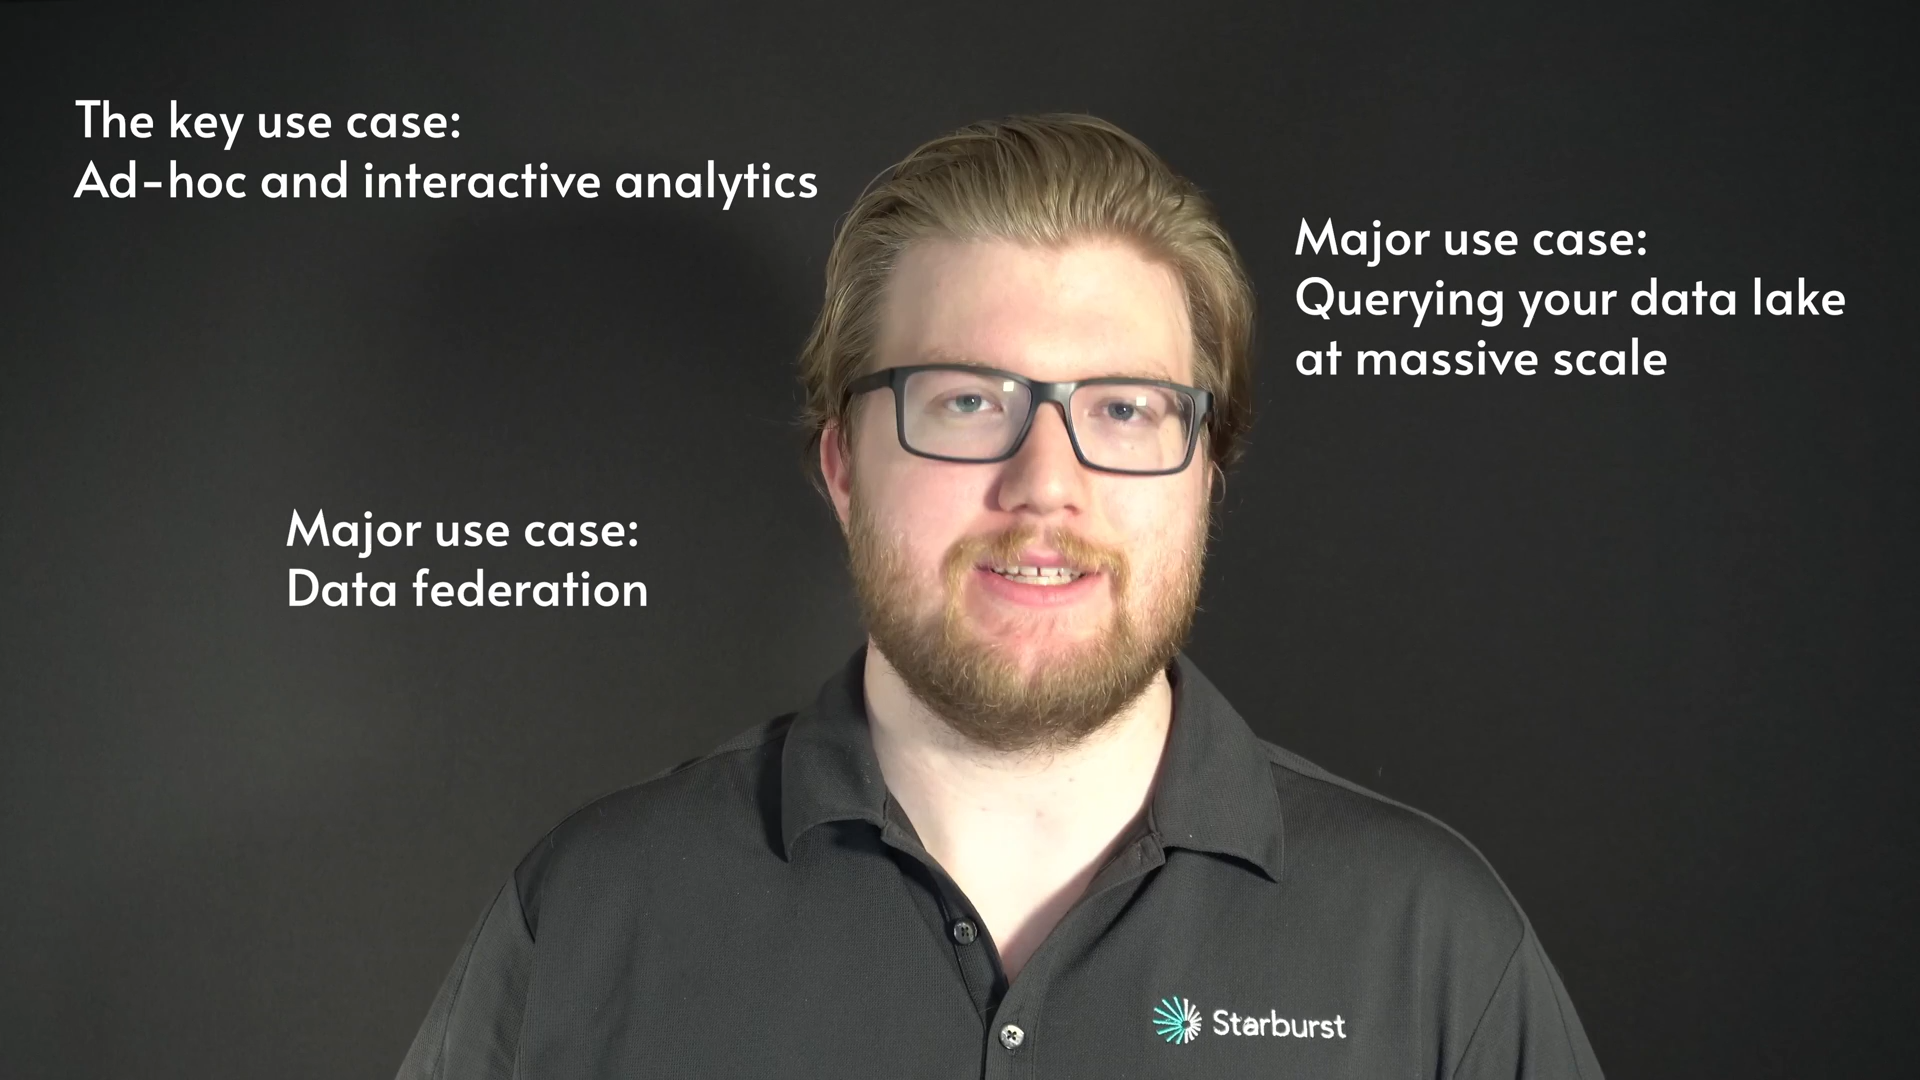 The key use case:
Ad-hoc and interactive analytics
Major use case:
Querying your data lake
at massive scale
Major use case:
Data federation
Starburst